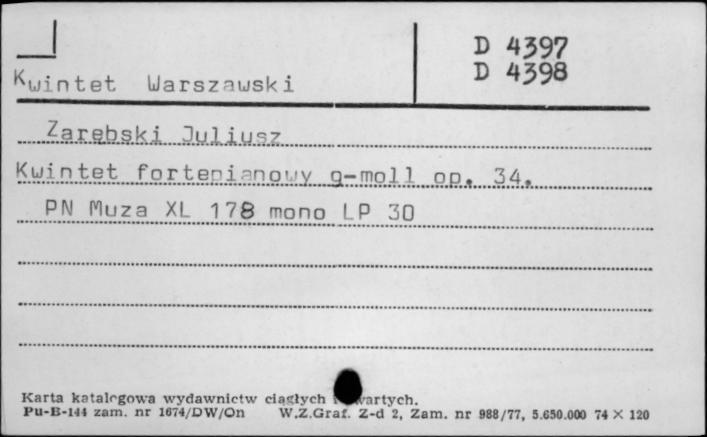 D 4397
D 4398
Kwintet Warszawski
Zarębski Juliusz
Kwintet fortepianowy g-moll op. 34.
PN Muza XL 178 mono LP 30
Karta katalogowa wydawnictw ciągłych i zwartych.
Pu-B-144 zam. nr 1674/DW/On W.Z.Graf. Z-d 2, Zam. nr 988/77, 5.650.000 74 × 120